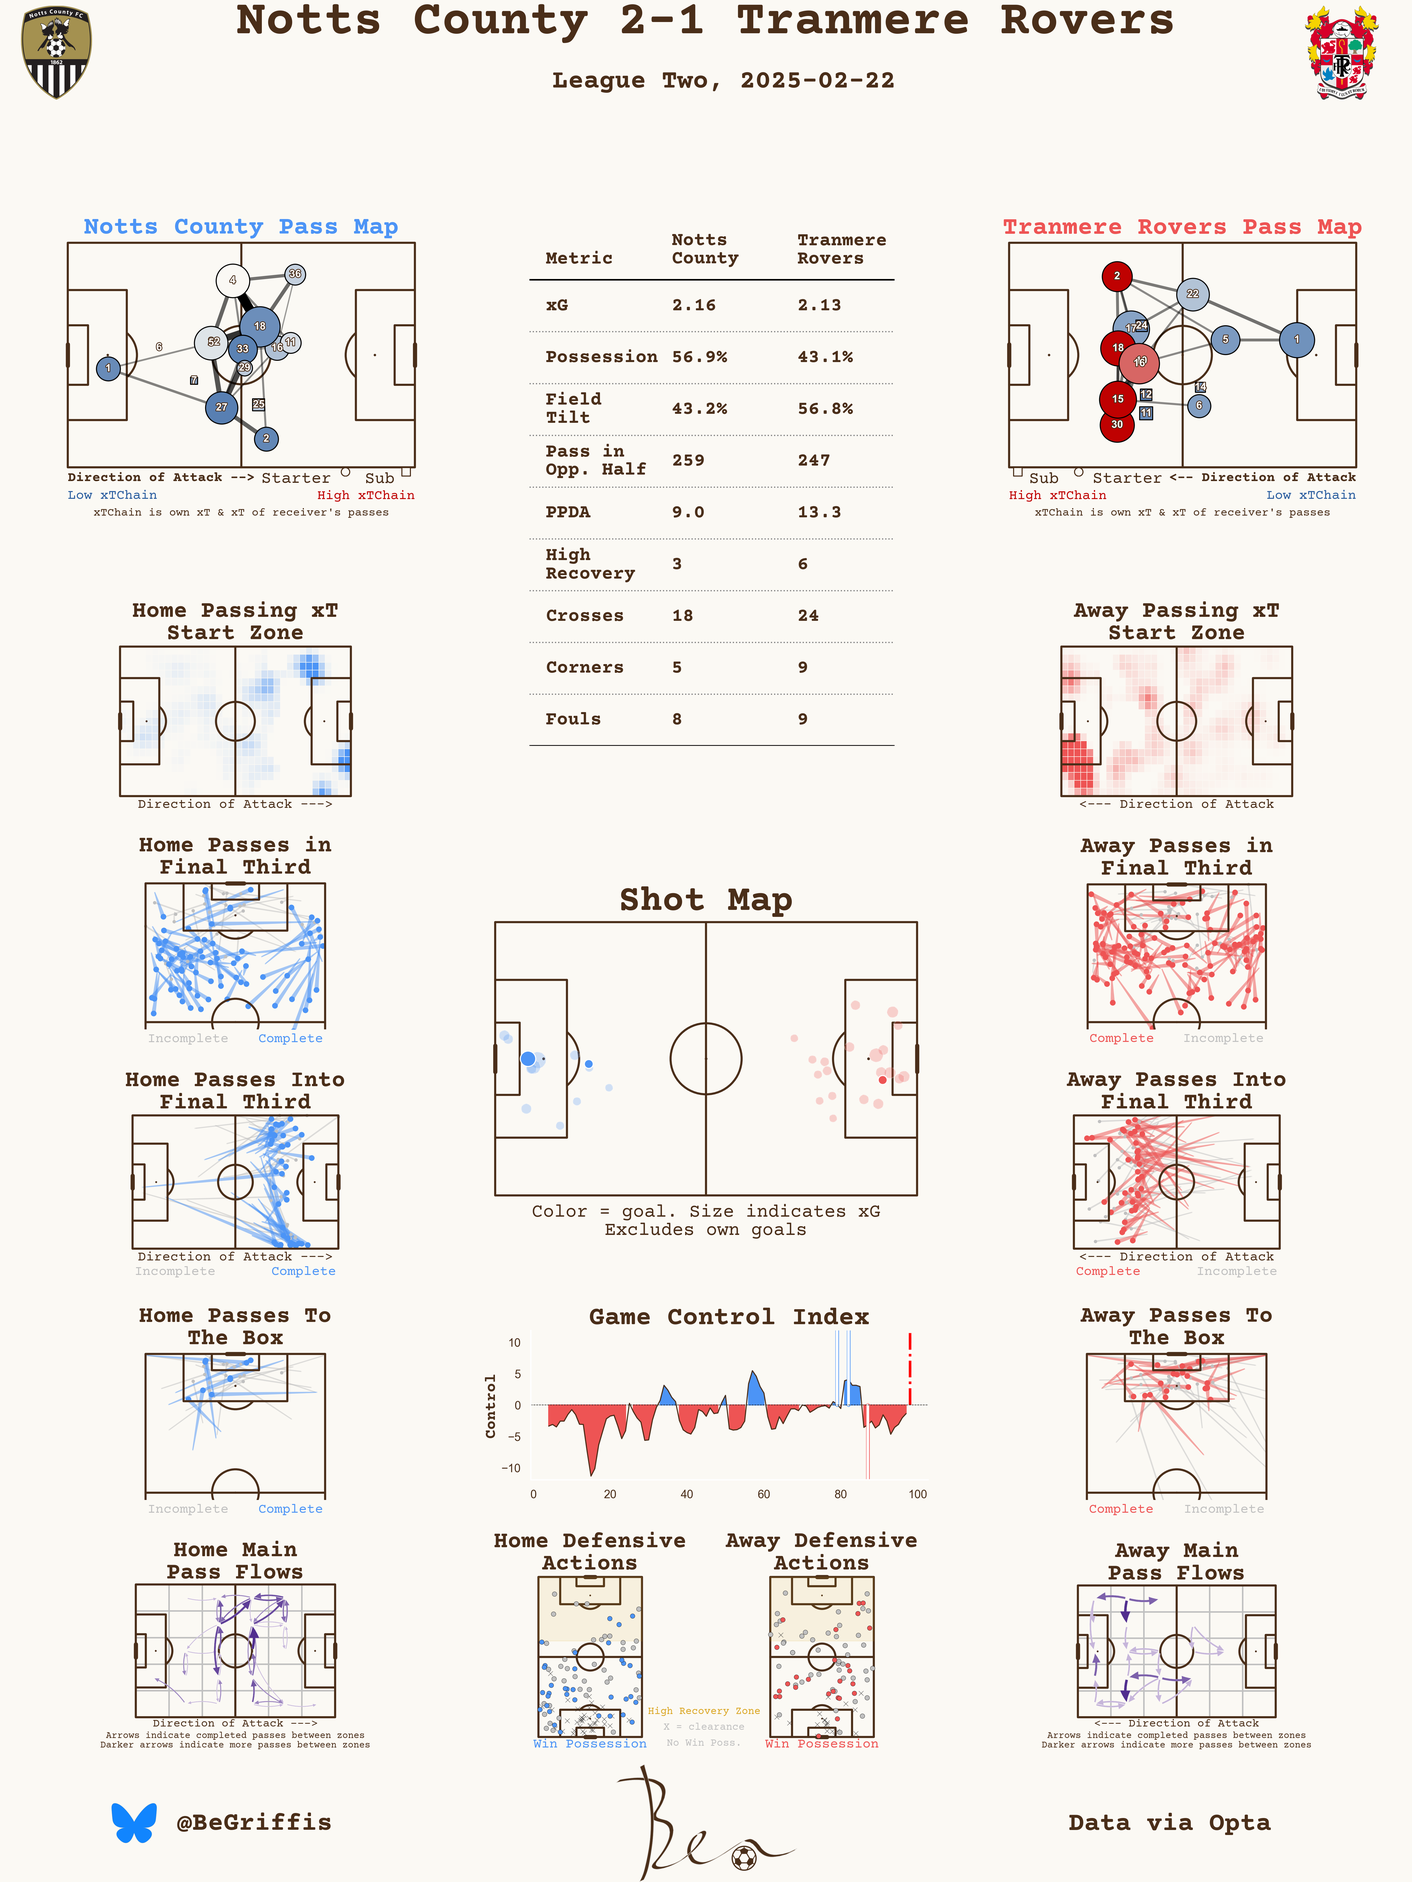 Notts County 2-1 Tranmere Rovers
League Two, 2025-02-22
Notts County FC
1862
Notts County Pass Map
4
36
18
52
33
16
11
29
6
1
7
27
25
2
Direction of Attack --> Starter Sub
Low xTChain High xTChain
xTChain is own xT & xT of receiver's passes
Metric Notts County Tranmere Rovers
xG 2.16 2.13
Possession 56.9% 43.1%
Field Tilt 43.2% 56.8%
Pass in Opp. Half 259 247
PPDA 9.0 13.3
High Recovery 3 6
Crosses 18 24
Corners 5 9
Fouls 8 9
Tranmere Rovers Pass Map
2
22
17
24
18
5
1
16
14
12
15
11
6
30
Sub Starter <-- Direction of Attack
High xTChain Low xTChain
xTChain is own xT & xT of receiver's passes
Home Passing xT
Start Zone
Direction of Attack --->
Away Passing xT
Start Zone
<--- Direction of Attack
Home Passes in
Final Third
Incomplete Complete
Away Passes in
Final Third
Complete Incomplete
Shot Map
Color = goal. Size indicates xG
Excludes own goals
Home Passes Into
Final Third
Direction of Attack --->
Incomplete Complete
Away Passes Into
Final Third
<--- Direction of Attack
Complete Incomplete
Home Passes To
The Box
Incomplete Complete
Game Control Index
Control
10
5
0
−5
−10
0 20 40 60 80 100
Away Passes To
The Box
Complete Incomplete
Home Main
Pass Flows
Direction of Attack --->
Arrows indicate completed passes between zones
Darker arrows indicate more passes between zones
Home Defensive
Actions
Win Possession
Away Defensive
Actions
Win Possession
High Recovery Zone
X = clearance
No Win Poss.
Away Main
Pass Flows
<--- Direction of Attack
Arrows indicate completed passes between zones
Darker arrows indicate more passes between zones
@BeGriffis
Ben
Data via Opta